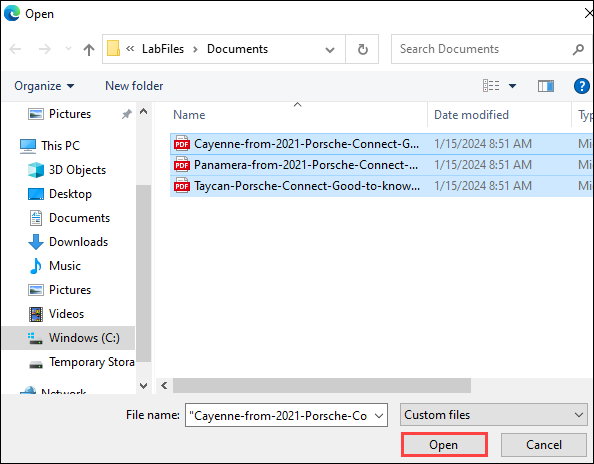 Open
« LabFiles > Documents
Search Documents
Organize
New folder
?
Name
Date modified
Typ
Pictures
This PC
3D Objects
Desktop
Documents
Downloads
Music
Pictures
Videos
Windows (C:)
Temporary Stora
Network
PDF Cayenne-from-2021-Porsche-Connect-G... 1/15/2024 8:51 AM Mi
PDF Panamera-from-2021-Porsche-Connect-... 1/15/2024 8:51 AM Mi
PDF Taycan-Porsche-Connect-Good-to-know... 1/15/2024 8:51 AM Mi
File name: "Cayenne-from-2021-Porsche-Co
Custom files
Open
Cancel